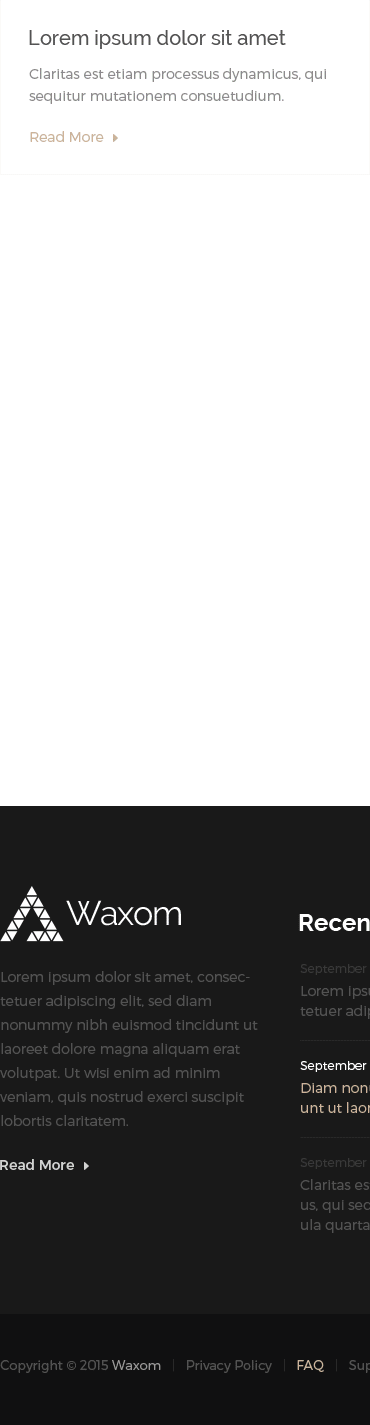 Lorem ipsum dolor sit amet
Claritas est etiam processus dynamicus, qui
sequitur mutationem consuetudium.
Read More
Waxom
Lorem ipsum dolor sit amet, consec-
tetuer adipiscing elit, sed diam
nonummy nibh euismod tincidunt ut
laoreet dolore magna aliquam erat
volutpat. Ut wisi enim ad minim
veniam, quis nostrud exerci suscipit
lobortis claritatem.
Read More
Recen
September
Lorem ipsu
tetuer adip
September
Diam nonu
unt ut laor
September
Claritas es
us, qui sec
ula quarta
Copyright © 2015 Waxom
Privacy Policy
FAQ
Sup